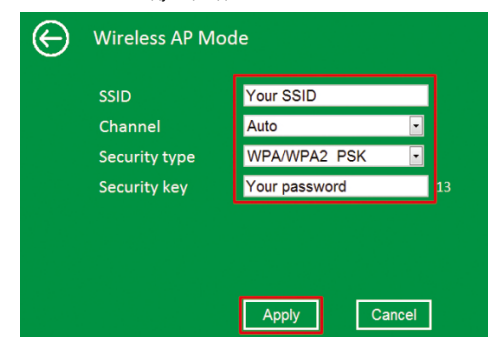 Wireless AP Mode
SSID Your SSID
Channel Auto
Security type WPA/WPA2 PSK
Security key Your password 13
Apply Cancel